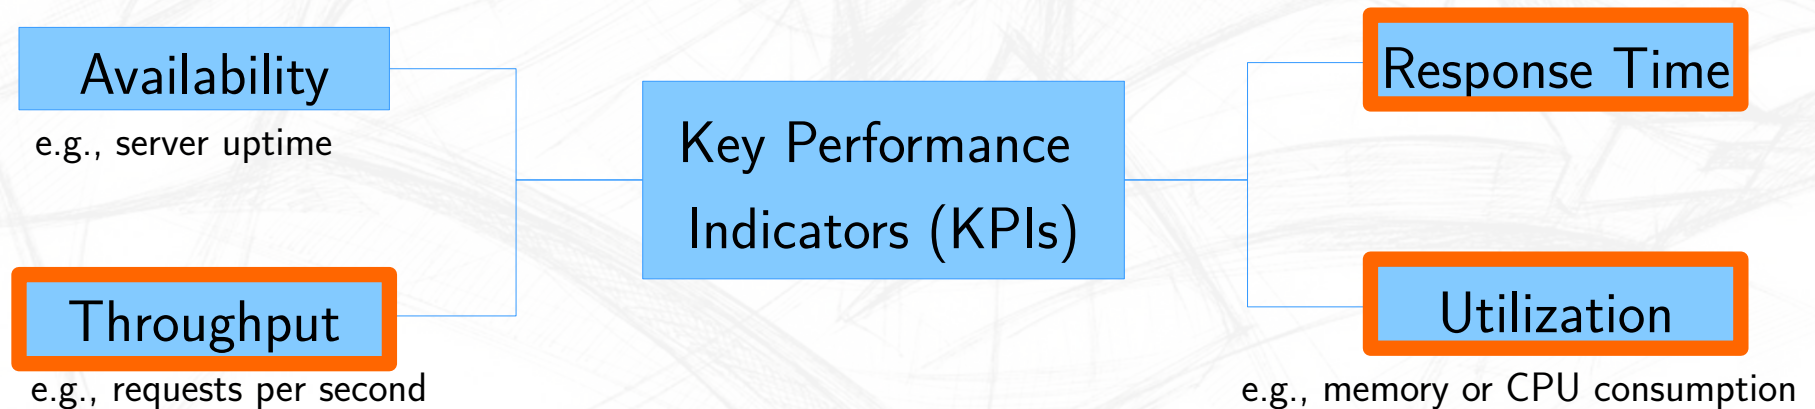 Availability
e.g., server uptime
Throughput
e.g., requests per second
Key Performance
Indicators (KPIs)
Response Time
Utilization
e.g., memory or CPU consumption